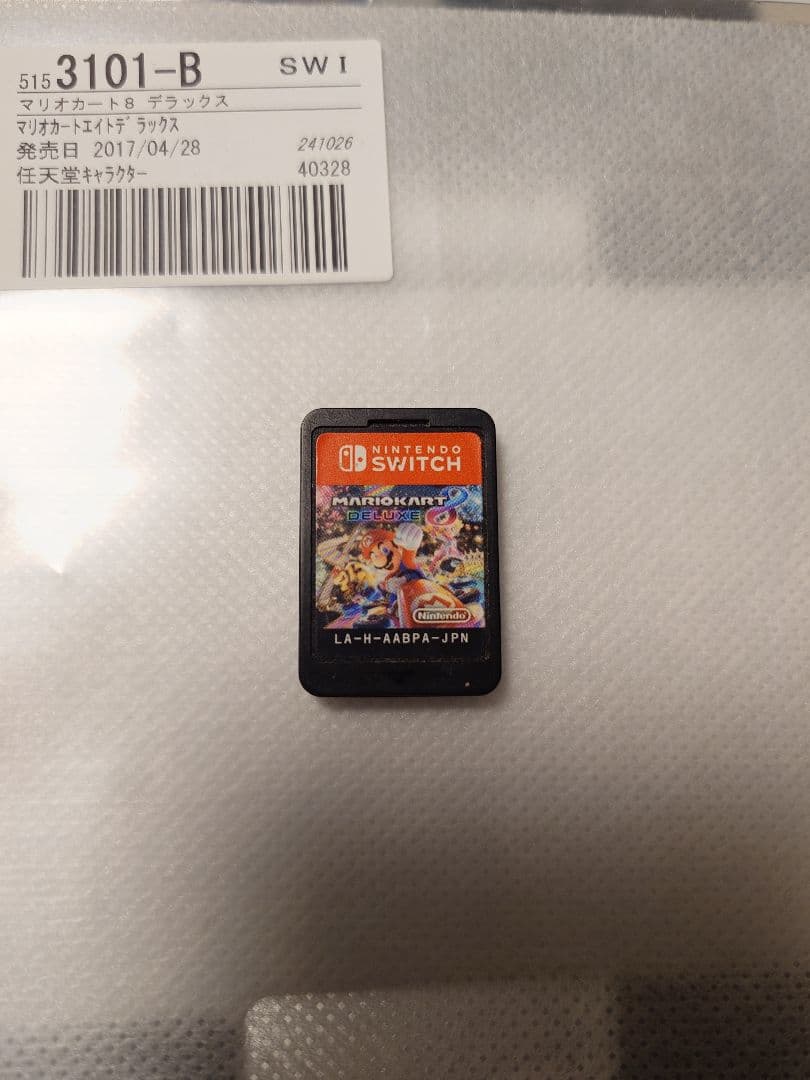 515 3101-B SWI
マリオカート8 デラックス
マリオカートエイトデラックス
発売日 2017/04/28 241026
任天堂キャラクター 40328
NINTENDO
SWITCH
MARIOKART 8
DELUXE
Nintendo
LA-H-AABPA-JPN